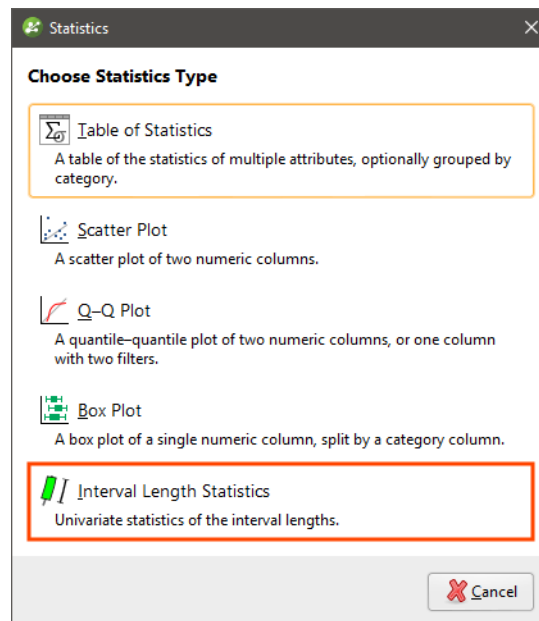 Statistics
Choose Statistics Type
Table of Statistics
A table of the statistics of multiple attributes, optionally grouped by
category.
Scatter Plot
A scatter plot of two numeric columns.
Q–Q Plot
A quantile–quantile plot of two numeric columns, or one column
with two filters.
Box Plot
A box plot of a single numeric column, split by a category column.
Interval Length Statistics
Univariate statistics of the interval lengths.
Cancel